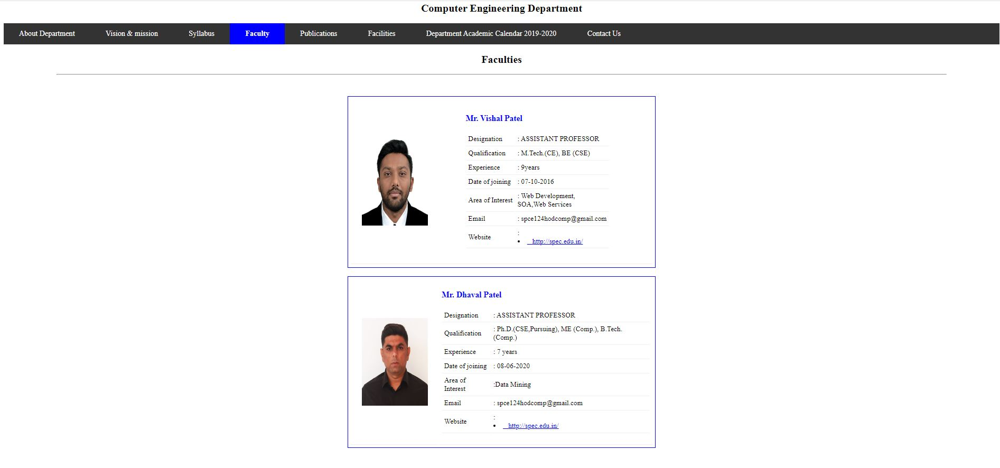 Computer Engineering Department
About Department Vision & mission Syllabus Faculty Publications Facilities Department Academic Calendar 2019-2020 Contact Us
Faculties
Mr. Vishal Patel
Designation : ASSISTANT PROFESSOR
Qualification : M.Tech.(CE), BE (CSE)
Experience : 9years
Date of joining : 07-10-2016
Area of Interest : Web Development,
SOA,Web Services
Email : spce124hodcomp@gmail.com
Website :
• http://spec.edu.in/
Mr. Dhaval Patel
Designation : ASSISTANT PROFESSOR
Qualification : Ph.D.(CSE,Pursuing), ME (Comp.), B.Tech.
(Comp.)
Experience : 7 years
Date of joining : 08-06-2020
Area of
Interest :Data Mining
Email : spce124hodcomp@gmail.com
Website :
• http://spec.edu.in/